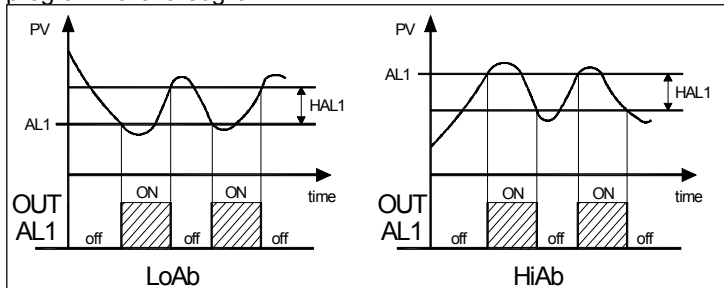 PV
HAL1
AL1
time
OUT
AL1
off ON off ON off
LoAb
PV
AL1
HAL1
time
OUT
AL1
off ON off ON off
HiAb